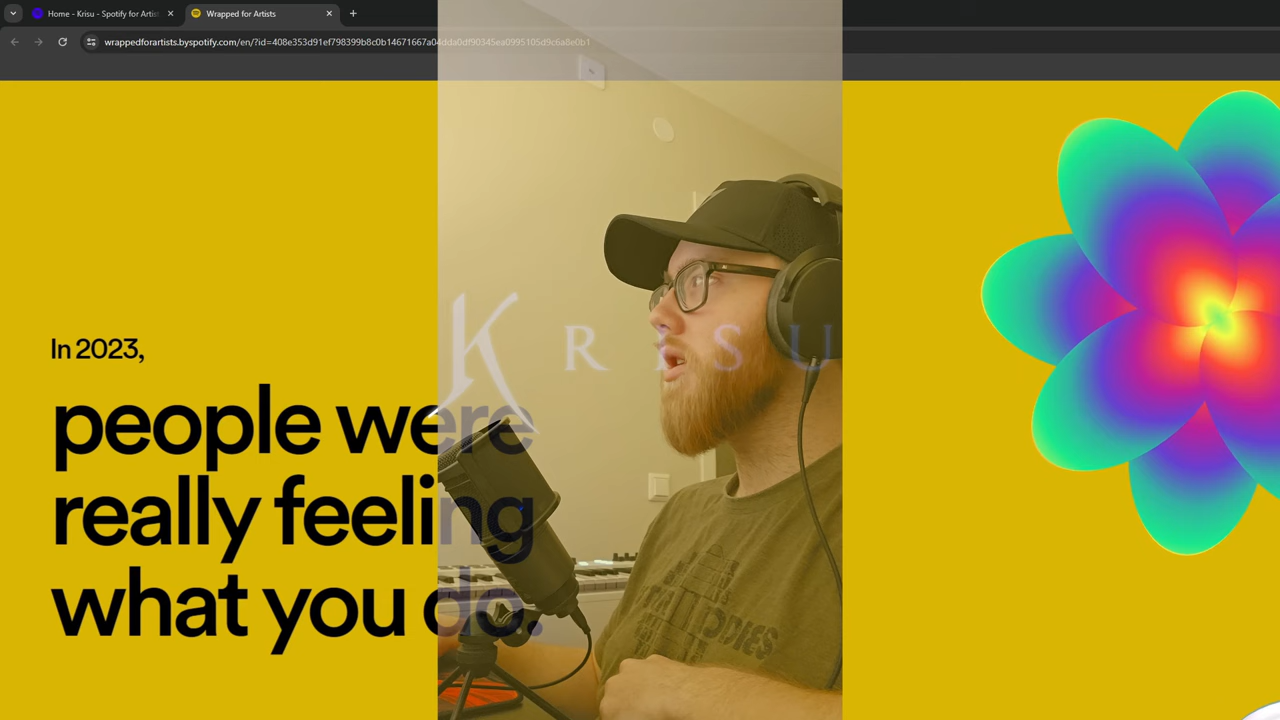 Home - Krisu - Spotify for Artis
Wrapped for Artists
wrappedforartists.byspotify.com/en/?id=408e353d91ef798399b8c0b14671667a04dda0df90345ea0995105d9c6a8e0b1
KRISU
In 2023,
people were
really feeling
what you do.